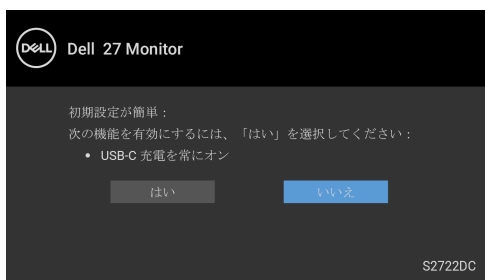 DELL Dell 27 Monitor
初期設定が簡単：
次の機能を有効にするには、「はい」を選択してください：
• USB-C 充電を常にオン
はい いいえ
S2722DC